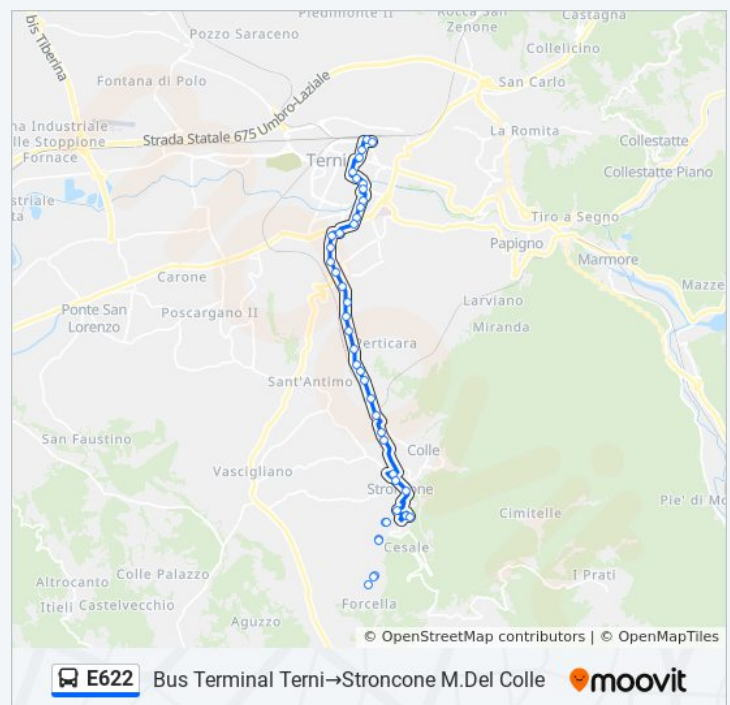 bis Tiberina
Piedimonte II
Rocca San
Zenone
Castagna
Pozzo Saraceno
Collelicino
Fontana di Polo
San Carlo
Strada Statale 675 Umbro-Laziale
na Industriale
lle Stoppione
Fornace
La Romita
Collestatte
Terni
Collestatte Piano
striale
ta
Tiro a Segno
Papigno
Marmore
Carone
Mazze
Ponte San
Lorenzo
Poscargano II
Larviano
Miranda
Perticara
Sant'Antimo
San Faustino
Colle
Vascigliano
Stroncone
Pie' di Mo
Cimitelle
Cesale
Altrocanto
Colle Palazzo
I Prati
Itieli
Castelvecchio
Forcella
Aguzzo
© OpenStreetMap contributors | © OpenMapTiles
E622 Bus Terminal Terni→Stroncone M.Del Colle moovit